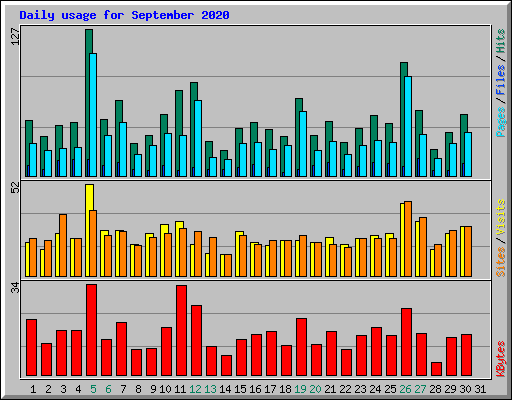 Daily usage for September 2020
127
Pages / Files / Hits
52
Sites / Visits
34
KBytes
1 2 3 4 5 6 7 8 9 10 11 12 13 14 15 16 17 18 19 20 21 22 23 24 25 26 27 28 29 30 31